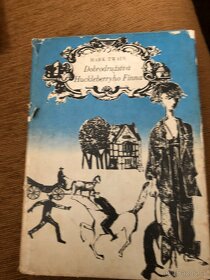 MARK TWAIN
Dobrodružstvá
Huckleberryho Finna